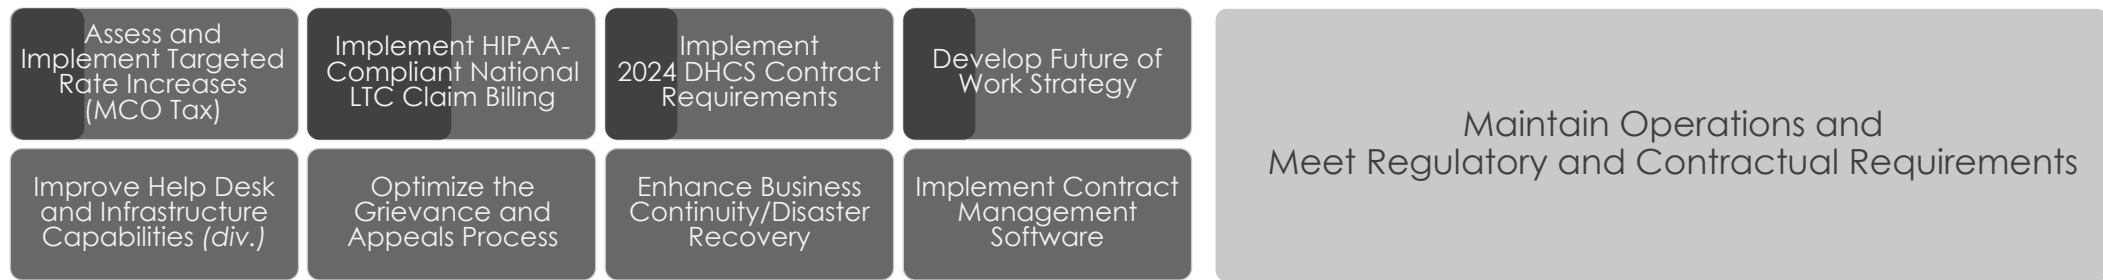 Assess and
Implement Targeted
Rate Increases
(MCO Tax)
Implement HIPAA-
Compliant National
LTC Claim Billing
Implement
2024 DHCS Contract
Requirements
Develop Future of
Work Strategy
Improve Help Desk
and Infrastructure
Capabilities (div.)
Optimize the
Grievance and
Appeals Process
Enhance Business
Continuity/Disaster
Recovery
Implement Contract
Management
Software
Maintain Operations and
Meet Regulatory and Contractual Requirements